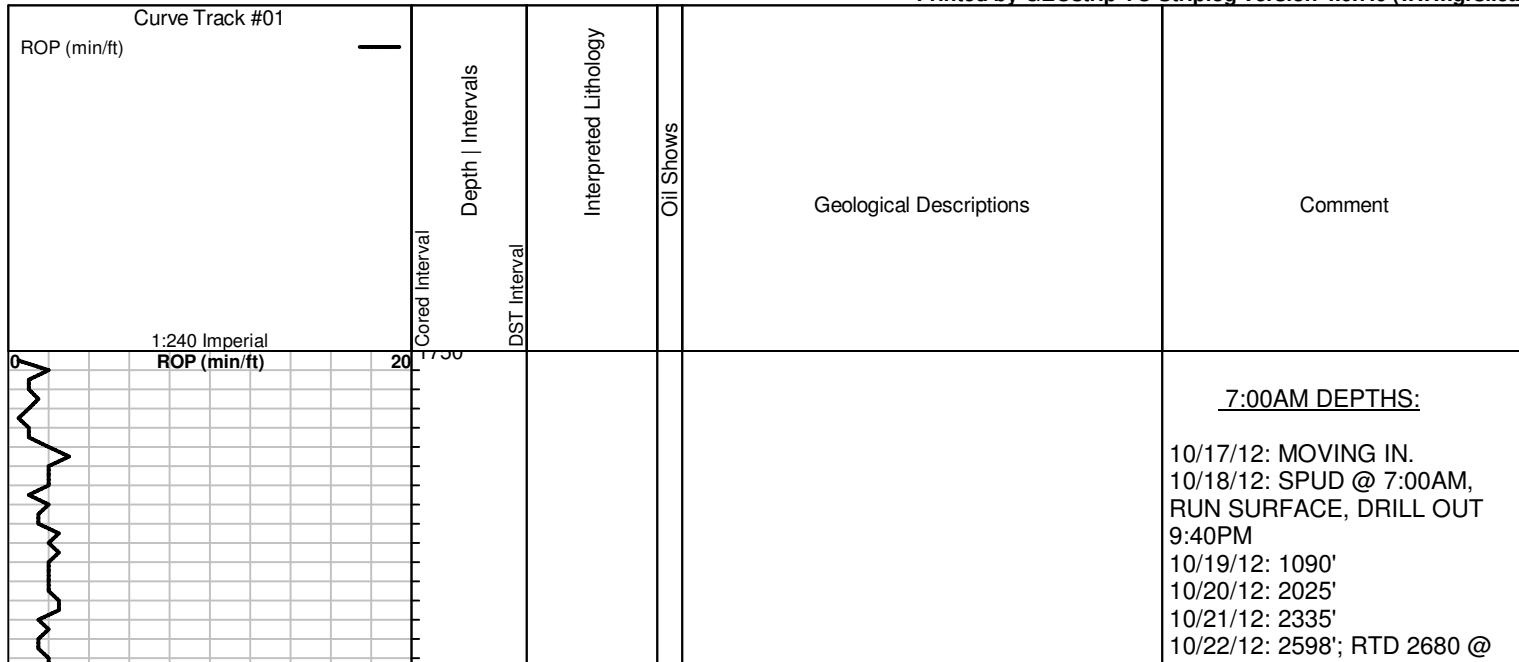 Curve Track #01
ROP (min/ft)
Depth | Intervals
Cored Interval
DST Interval
Interpreted Lithology
Oil Shows
Geological Descriptions
Comment
1:240 Imperial
0 ROP (min/ft) 20
1750
7:00AM DEPTHS:
10/17/12: MOVING IN.
10/18/12: SPUD @ 7:00AM,
RUN SURFACE, DRILL OUT
9:40PM
10/19/12: 1090'
10/20/12: 2025'
10/21/12: 2335'
10/22/12: 2598'; RTD 2680 @